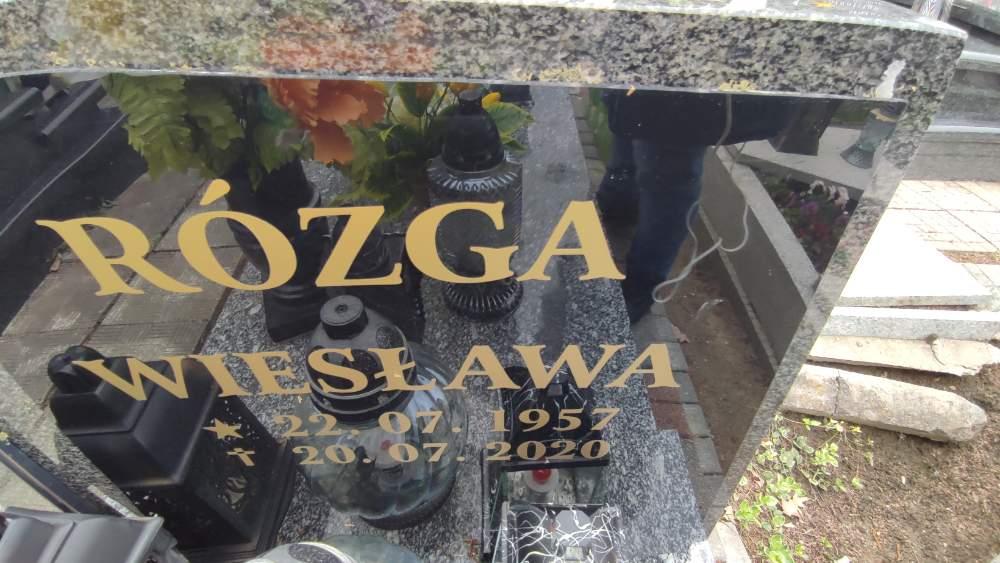 RÓZGA
WIESŁAWA
★ 22. 07. 1957
✝ 20. 07. 2020